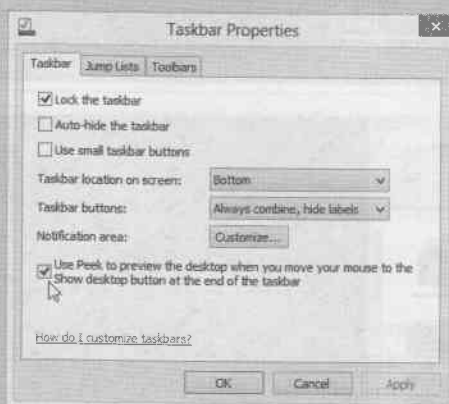 Taskbar Properties
Taskbar Jump Lists Toolbars
Lock the taskbar
Auto-hide the taskbar
Use small taskbar buttons
Taskbar location on screen: Bottom
Taskbar buttons: Always combine, hide labels
Notification area: Customize...
Use Peek to preview the desktop when you move your mouse to the
Show desktop button at the end of the taskbar
How do I customize taskbars?
OK Cancel Apply